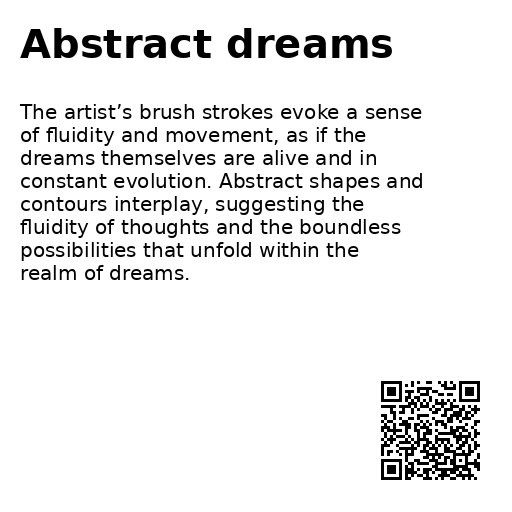 Abstract dreams
The artist’s brush strokes evoke a sense
of fluidity and movement, as if the
dreams themselves are alive and in
constant evolution. Abstract shapes and
contours interplay, suggesting the
fluidity of thoughts and the boundless
possibilities that unfold within the
realm of dreams.